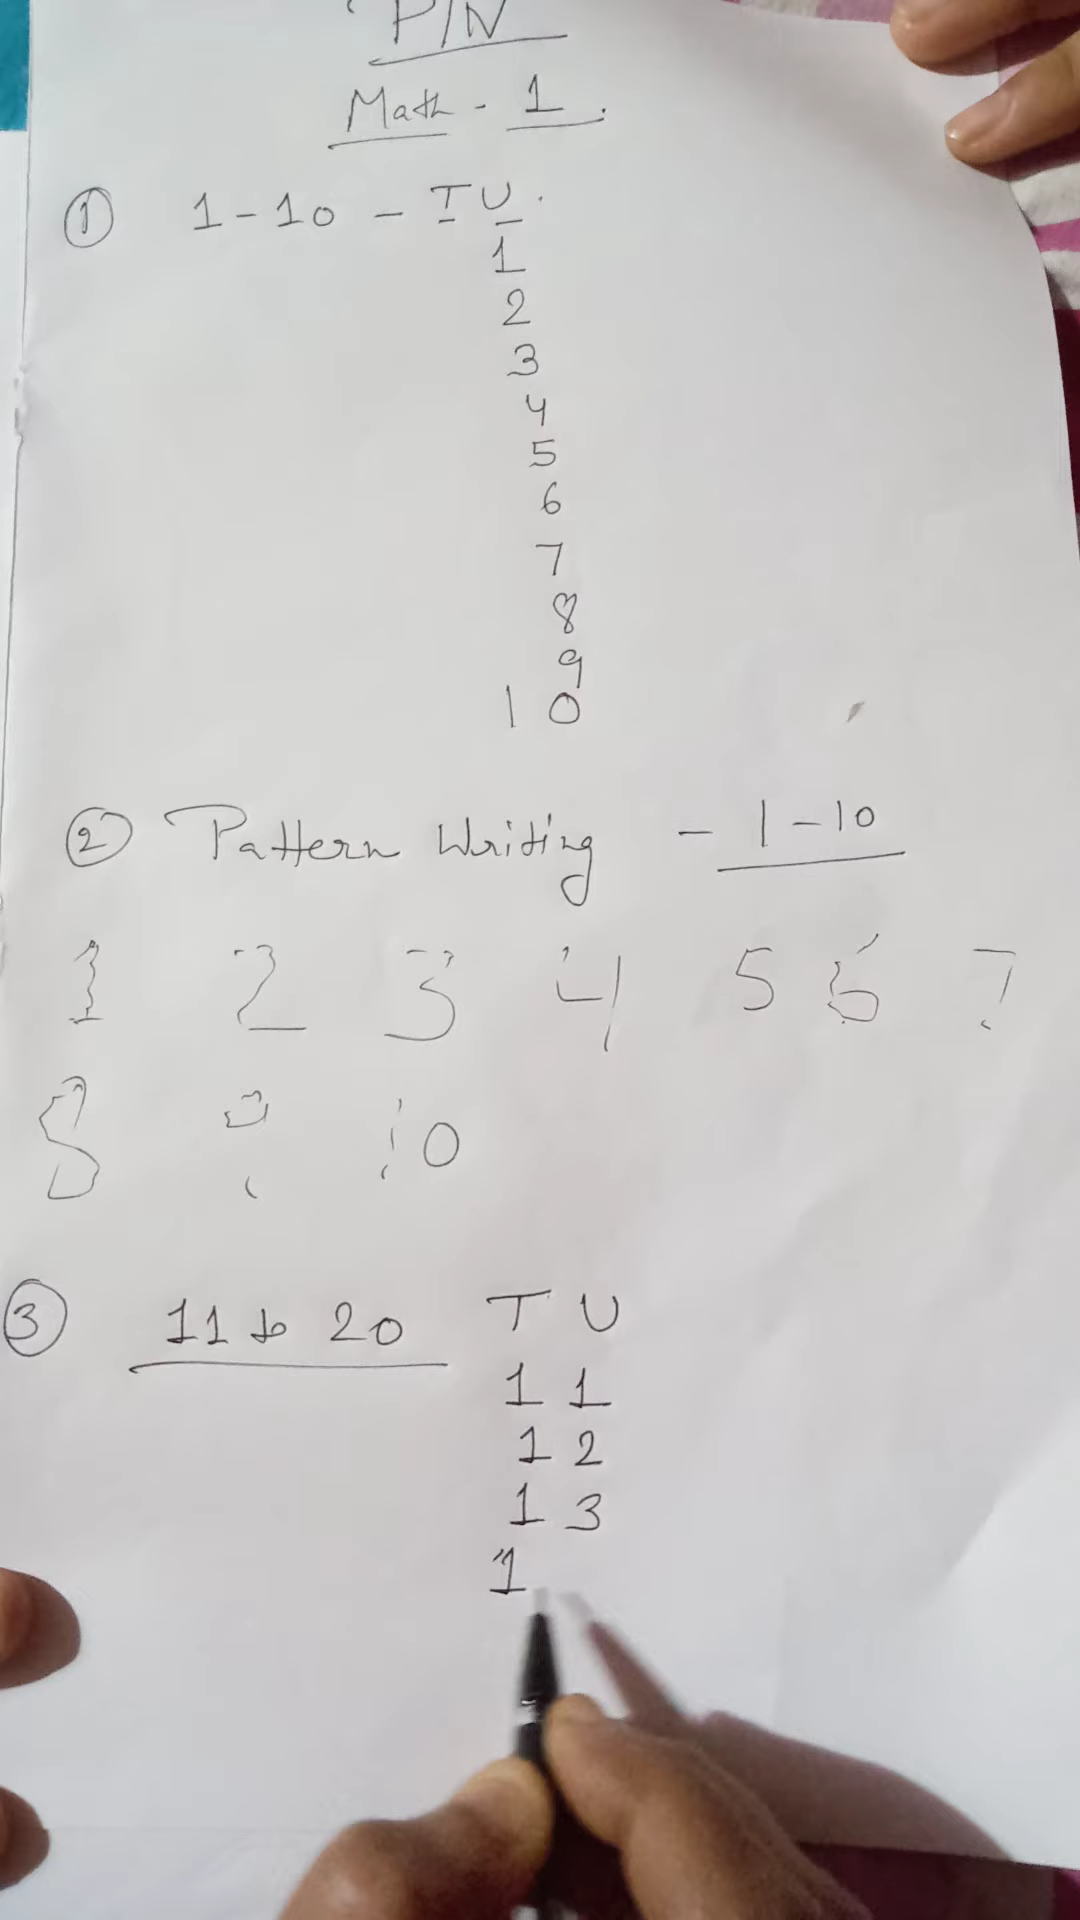 P/N
Math - 1.
① 1-10 - T U.
1
2
3
4
5
6
7
8
9
1 0
② Pattern Writing - 1-10
1 2 3 4 5 6 7
8 9 10
③ 11 to 20 T U
1 1
1 2
1 3
1